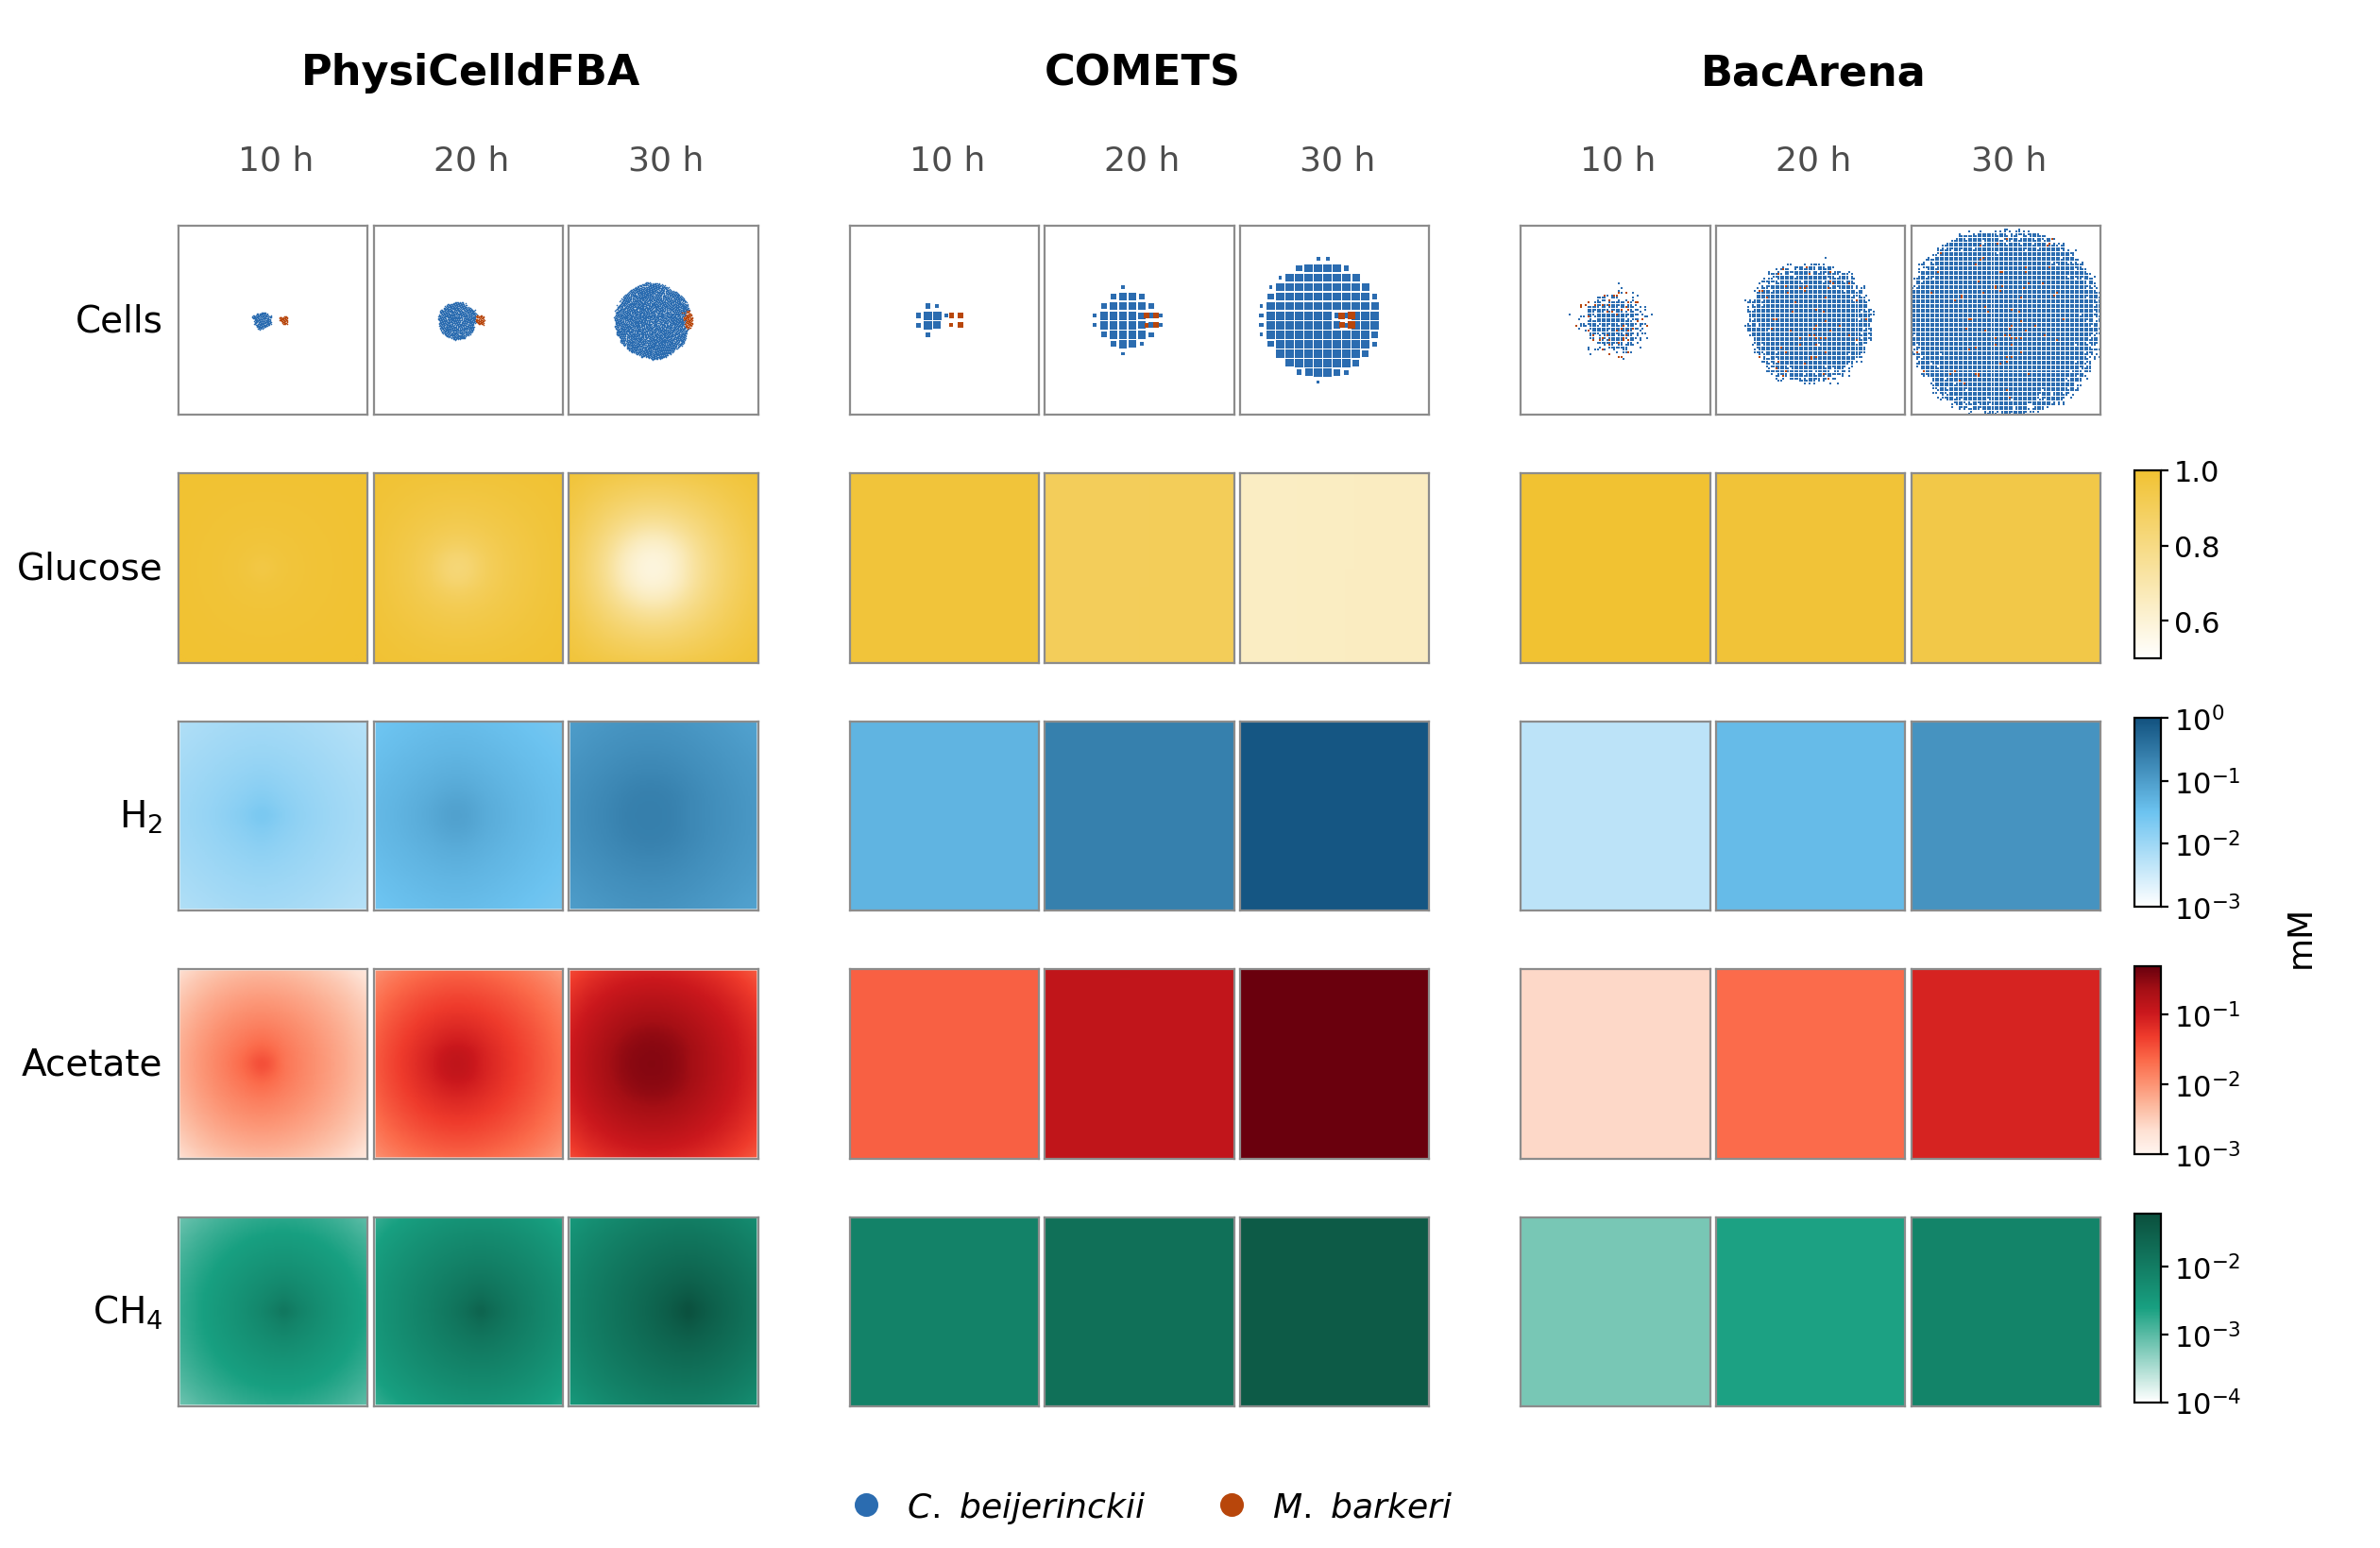 PhysiCelldFBA COMETS BacArena
10 h 20 h 30 h 10 h 20 h 30 h 10 h 20 h 30 h
Cells
Glucose
1.0
0.8
0.6
H₂
10⁰
10⁻¹
10⁻²
10⁻³
mM
Acetate
10⁻¹
10⁻²
10⁻³
CH₄
10⁻²
10⁻³
10⁻⁴
C. beijerinckii M. barkeri